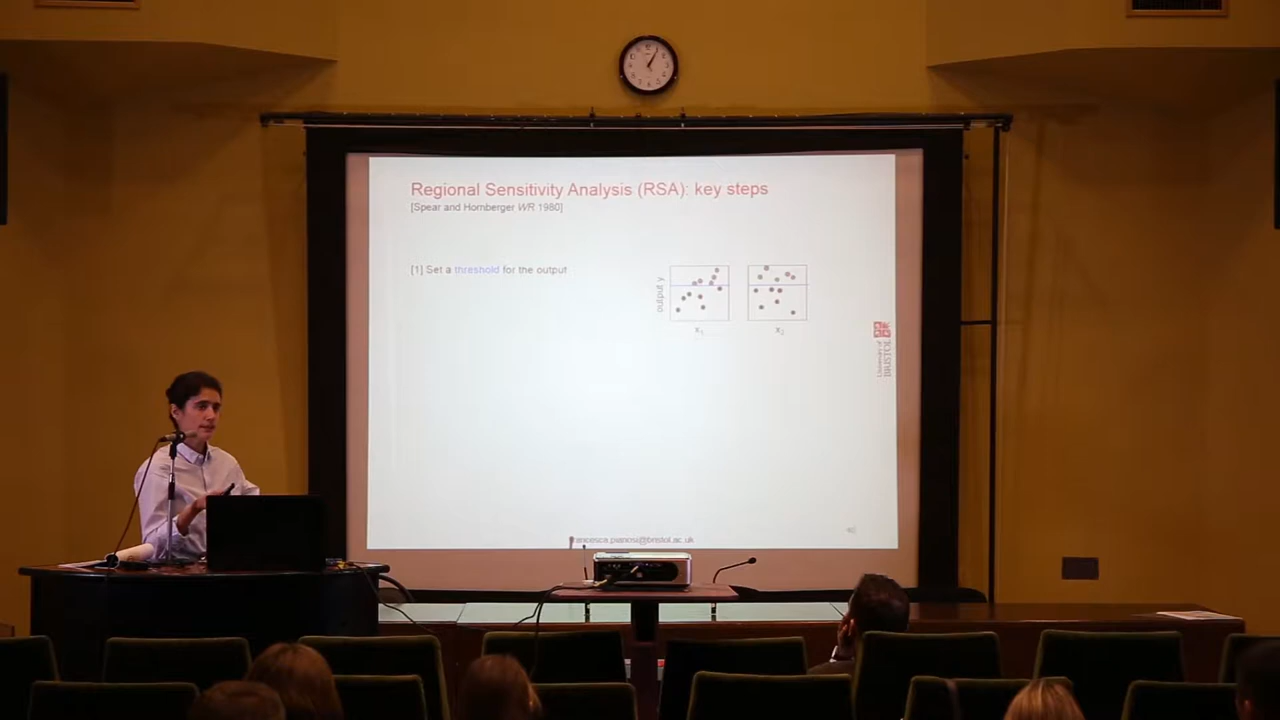 Regional Sensitivity Analysis (RSA): key steps
[Spear and Hornberger WR 1980]
[1] Set a threshold for the output
output y
x1
x2
University of
BRISTOL
francesca.pianosi@bristol.ac.uk